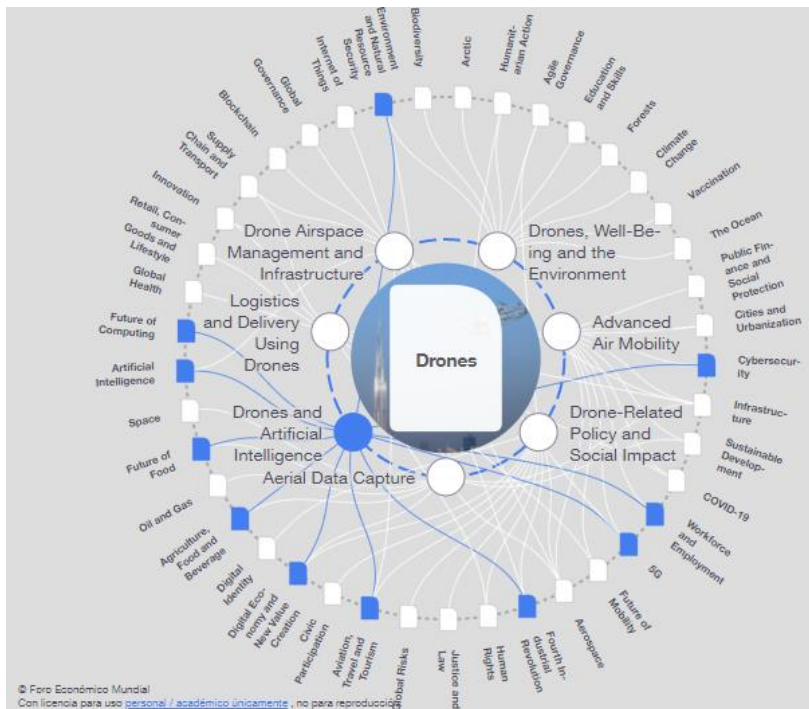 Environment
and Natural
Resource
Security
Biodiversity
Arctic
Humanit-
arian Action
Agile
Governance
Education
and Skills
Forests
Climate
Change
Vaccination
The Ocean
Public Fin-
ance and
Social
Protection
Cities and
Urbanization
Cybersecur-
ity
Infrastruc-
ture
Sustainable
Develop-
ment
COVID-19
Workforce
and
Employment
5G
Future of
Mobility
Aerospace
Fourth In-
dustrial
Revolution
Human
Rights
Justice and
Law
Global Risks
Aviation,
Travel and
Tourism
Civic
Participation
Digital Eco-
nomy and
New Value
Creation
Digital
Identity
Agriculture,
Food and
Beverage
Oil and Gas
Future of
Food
Space
Artificial
Intelligence
Future of
Computing
Global
Health
Retail, Con-
sumer
Goods and
Lifestyle
Innovation
Supply
Chain and
Transport
Blockchain
Global
Governance
Internet of
Things
Drone Airspace
Management and
Infrastructure
Drones, Well-Be-
ing and the
Environment
Logistics
and Delivery
Using
Drones
Advanced
Air Mobility
Drones
Drones and
Artificial
Intelligence
Drone-Related
Policy and
Social Impact
Aerial Data Capture
© Foro Económico Mundial
Con licencia para uso personal / académico únicamente , no para reproducción